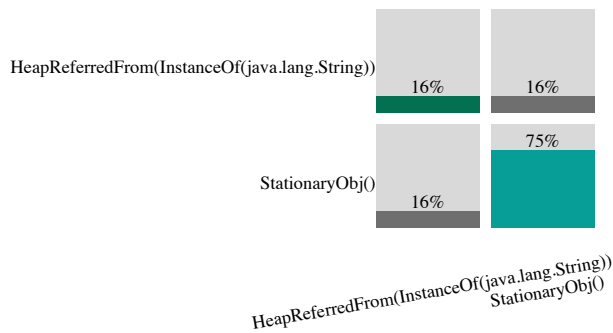 HeapReferredFrom(InstanceOf(java.lang.String))
16%
16%
StationaryObj()
16%
75%
HeapReferredFrom(InstanceOf(java.lang.String))
StationaryObj()